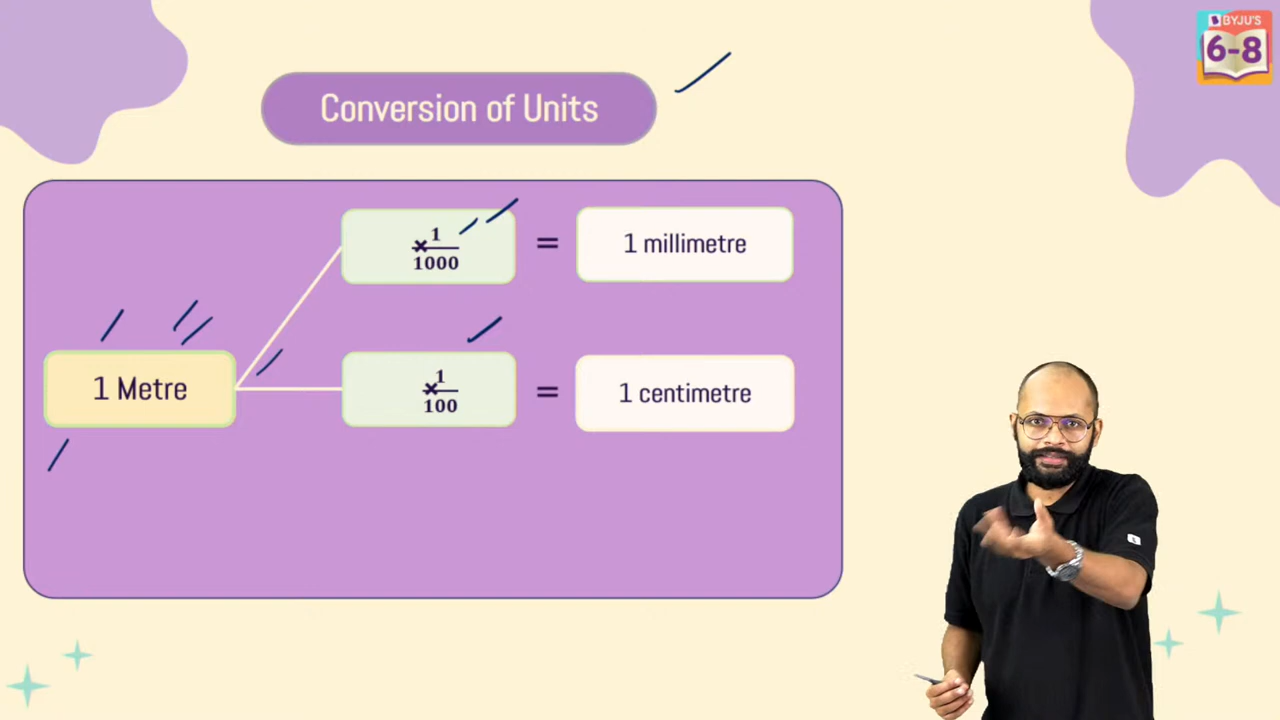 BYJU'S
6-8
Conversion of Units
× 1/1000 = 1 millimetre
1 Metre
× 1/100 = 1 centimetre